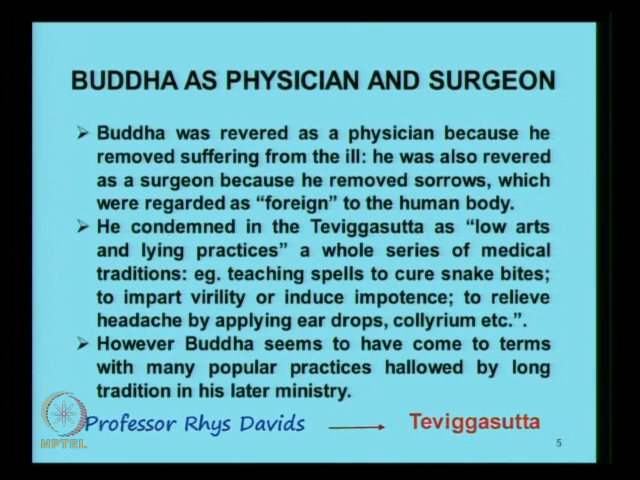 BUDDHA AS PHYSICIAN AND SURGEON
➢ Buddha was revered as a physician because he
removed suffering from the ill: he was also revered
as a surgeon because he removed sorrows, which
were regarded as “foreign” to the human body.
➢ He condemned in the Teviggasutta as “low arts
and lying practices” a whole series of medical
traditions: eg. teaching spells to cure snake bites;
to impart virility or induce impotence; to relieve
headache by applying ear drops, collyrium etc.”.
➢ However Buddha seems to have come to terms
with many popular practices hallowed by long
tradition in his later ministry.
Professor Rhys Davids → Teviggasutta
NPTEL
5